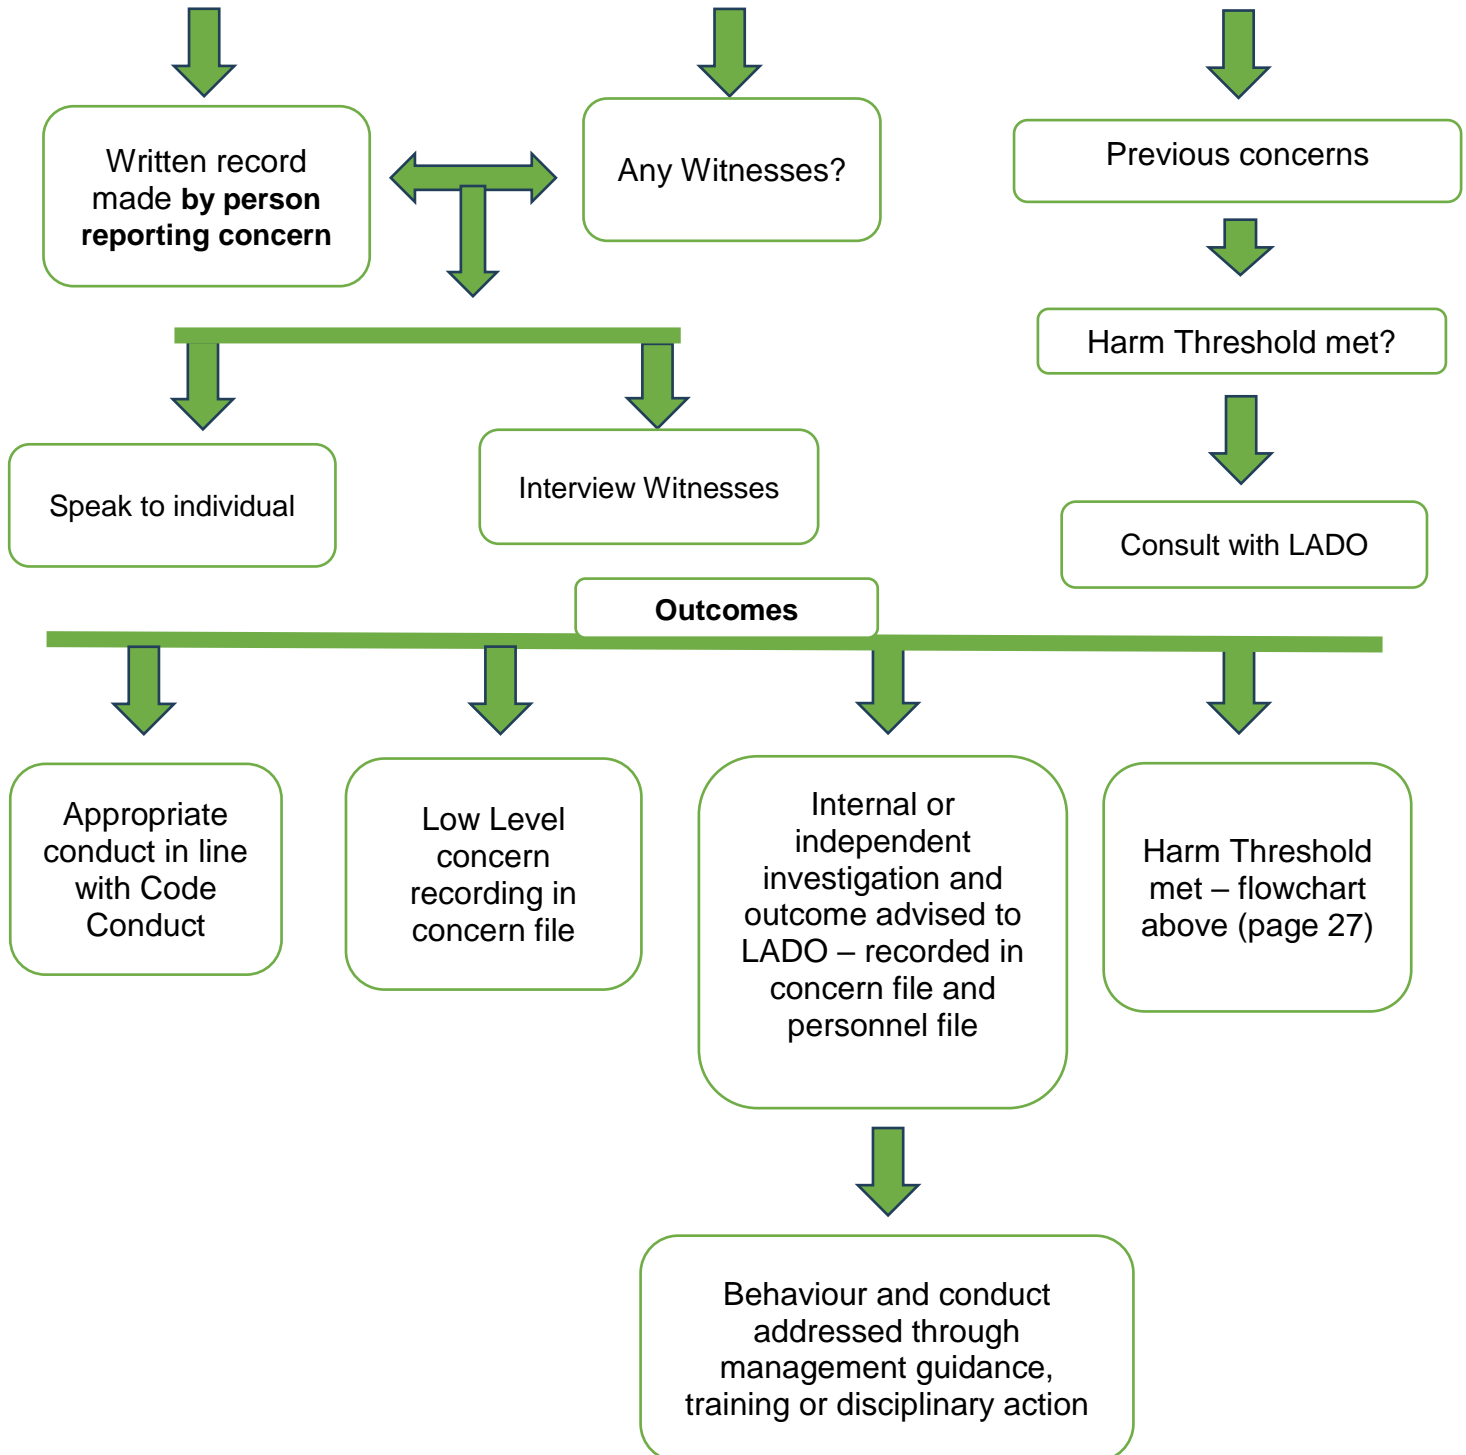 Written record
made by person
reporting concern
Any Witnesses?
Previous concerns
Harm Threshold met?
Speak to individual
Interview Witnesses
Consult with LADO
Outcomes
Appropriate
conduct in line
with Code
Conduct
Low Level
concern
recording in
concern file
Internal or
independent
investigation and
outcome advised to
LADO – recorded in
concern file and
personnel file
Harm Threshold
met – flowchart
above (page 27)
Behaviour and conduct
addressed through
management guidance,
training or disciplinary action